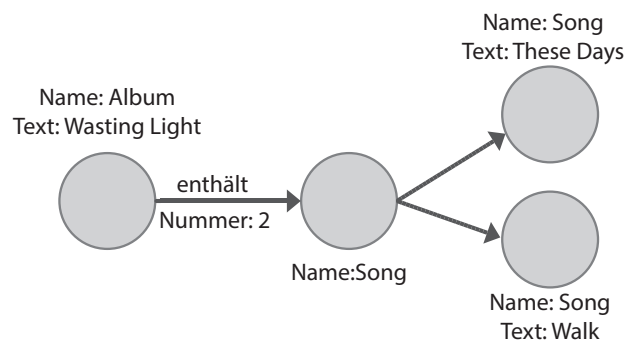 Name: Album
Text: Wasting Light
enthält
Nummer: 2
Name:Song
Name: Song
Text: These Days
Name: Song
Text: Walk